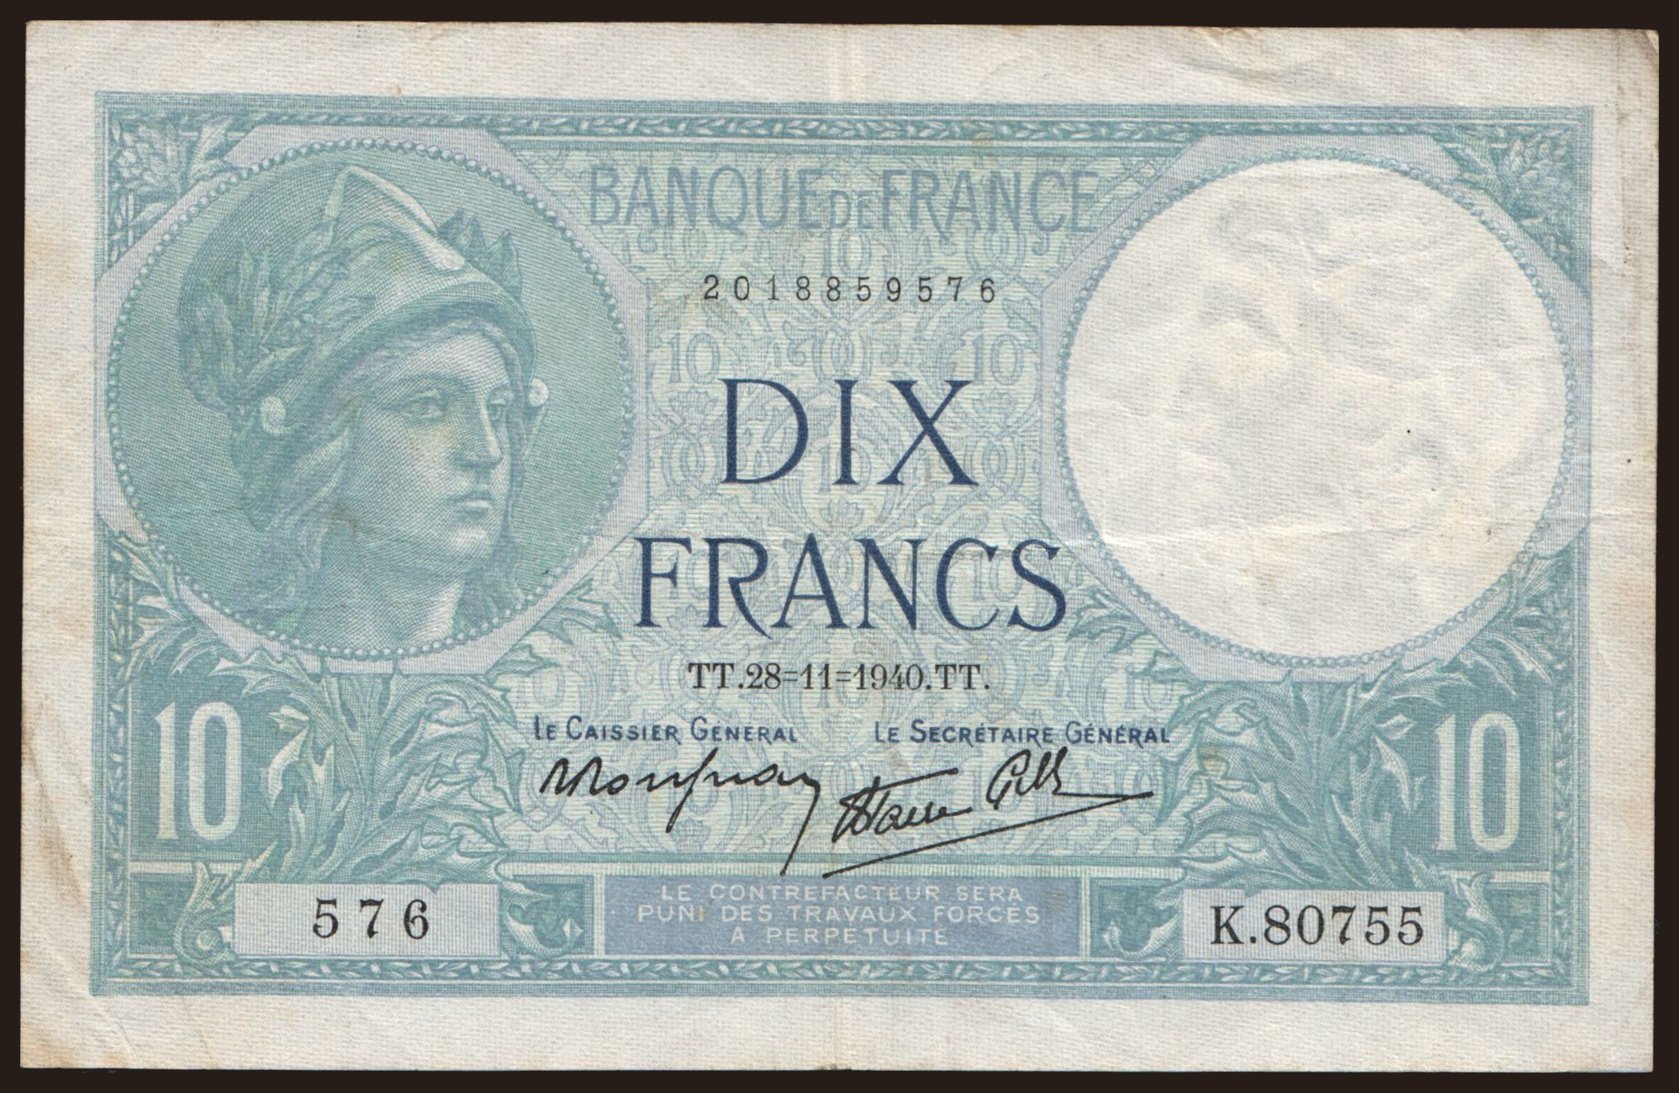 BANQUE DE FRANCE
2018859576
DIX
FRANCS
TT.28=11=1940.TT.
LE CAISSIER GÉNÉRAL LE SECRÉTAIRE GÉNÉRAL
10 10
576 K.80755
LE CONTREFACTEUR SERA
PUNI DES TRAVAUX FORCÉS
À PERPÉTUITÉ